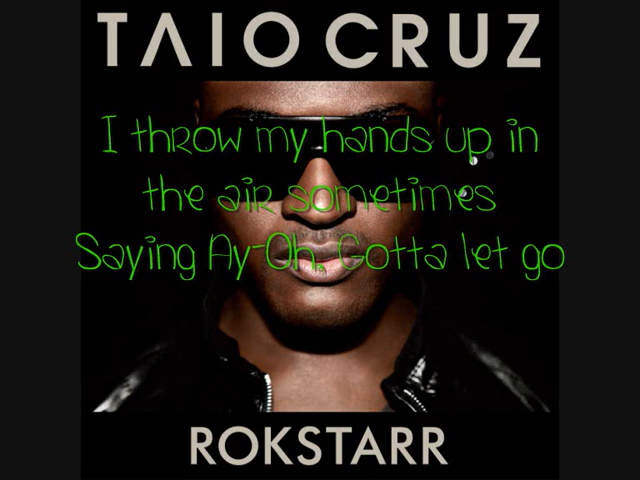 TAIO CRUZ
I throw my hands up in
the air sometimes
Saying Ay-Oh, Gotta let go
ROKSTARR